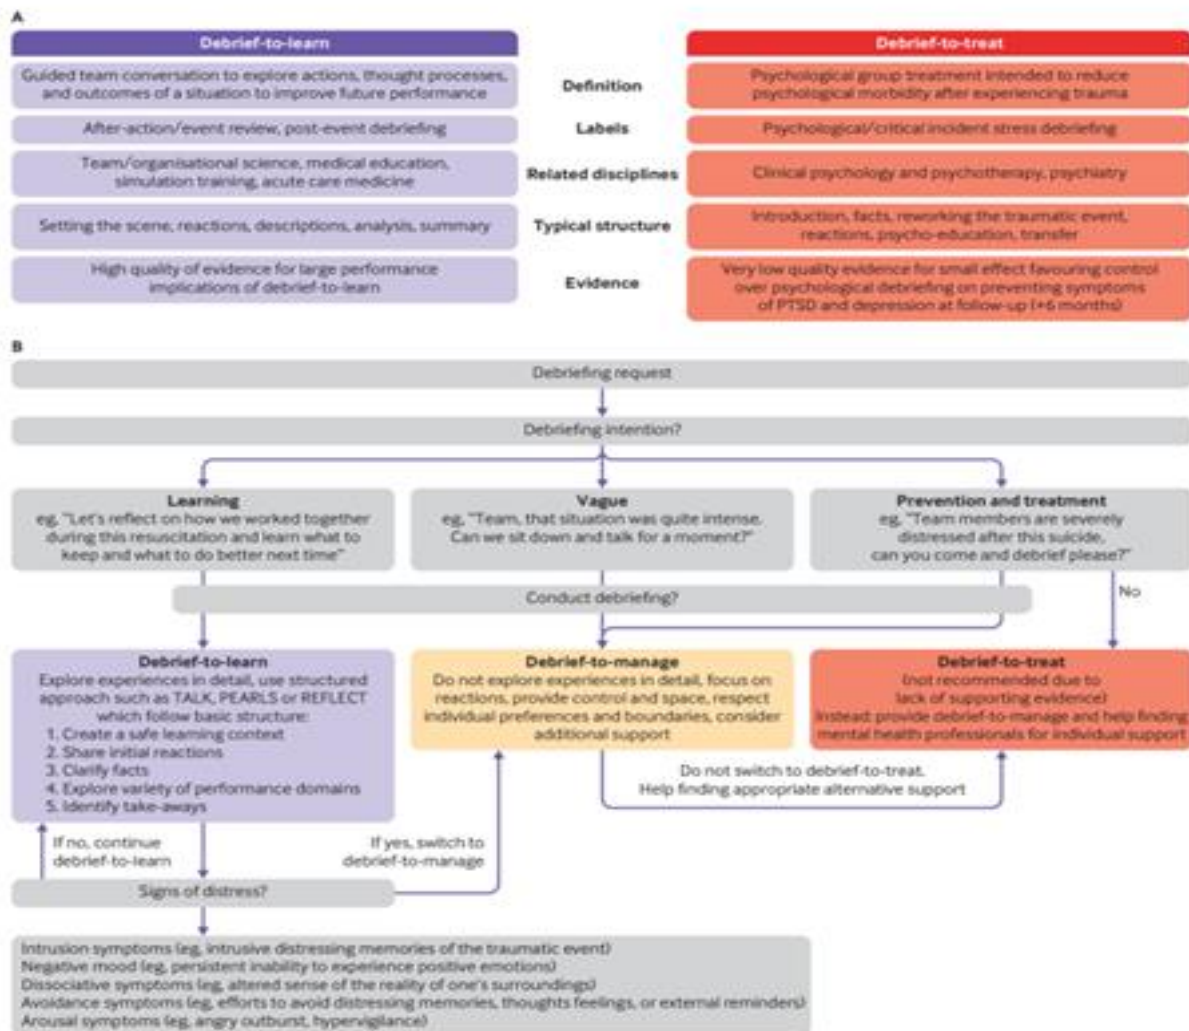 A
Debrief-to-learn
Debrief-to-treat
Guided team conversation to explore actions, thought processes,
and outcomes of a situation to improve future performance
Definition
Psychological group treatment intended to reduce
psychological morbidity after experiencing trauma
After-action/event review, post-event debriefing
Labels
Psychological/critical incident stress debriefing
Team/organisational science, medical education,
simulation training, acute care medicine
Related disciplines
Clinical psychology and psychotherapy, psychiatry
Setting the scene, reactions, descriptions, analysis, summary
Typical structure
Introduction, facts, reworking the traumatic event,
reactions, psycho-education, transfer
High quality of evidence for large performance
implications of debrief-to-learn
Evidence
Very low quality evidence for small effect favouring control
over psychological debriefing on preventing symptoms
of PTSD and depression at follow-up (+6 months)
B
Debriefing request
Debriefing intention?
Learning
eg, "Let's reflect on how we worked together
during this resuscitation and learn what to
keep and what to do better next time"
Vague
eg, "Team, that situation was quite intense.
Can we sit down and talk for a moment?"
Prevention and treatment
eg, "Team members are severely
distressed after this suicide,
can you come and debrief please?"
Conduct debriefing?
No
Debrief-to-learn
Explore experiences in detail, use structured
approach such as TALK, PEARLS or REFLECT
which follow basic structure:
1. Create a safe learning context
2. Share initial reactions
3. Clarify facts
4. Explore variety of performance domains
5. Identify take-aways
Debrief-to-manage
Do not explore experiences in detail, focus on
reactions, provide control and space, respect
individual preferences and boundaries, consider
additional support
Debrief-to-treat
(not recommended due to
lack of supporting evidence)
Instead: provide debrief-to-manage and help finding
mental health professionals for individual support
Do not switch to debrief-to-treat.
Help finding appropriate alternative support
If no, continue
debrief-to-learn
If yes, switch to
debrief-to-manage
Signs of distress?
Intrusion symptoms (eg, intrusive distressing memories of the traumatic event)
Negative mood (eg, persistent inability to experience positive emotions)
Dissociative symptoms (eg, altered sense of the reality of one's surroundings)
Avoidance symptoms (eg, efforts to avoid distressing memories, thoughts feelings, or external reminders)
Arousal symptoms (eg, angry outburst, hypervigilance)